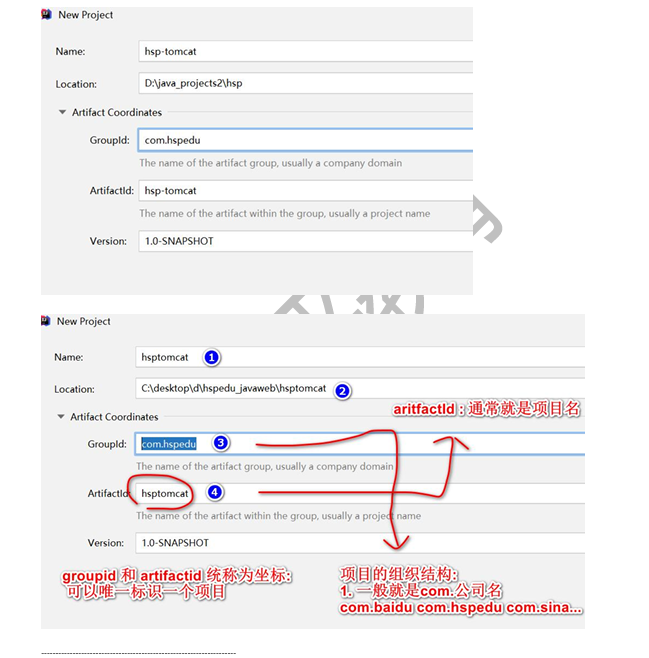 New Project
Name: hsp-tomcat
Location: D:\java_projects2\hsp
Artifact Coordinates
GroupId: com.hspedu
The name of the artifact group, usually a company domain
ArtifactId: hsp-tomcat
The name of the artifact within the group, usually a project name
Version: 1.0-SNAPSHOT
New Project
Name: hsptomcat 1
Location: C:\desktop\d\hspedu_javaweb\hsptomcat 2
aritfactId : 通常就是项目名
Artifact Coordinates
GroupId: com.hspedu 3
The name of the artifact group, usually a company domain
ArtifactId: hsptomcat 4
The name of the artifact within the group, usually a project name
Version: 1.0-SNAPSHOT
groupid 和 artifactid 统称为坐标:
可以唯一标识一个项目
项目的组织结构:
1. 一般就是com.公司名
com.baidu com.hspedu com.sina...